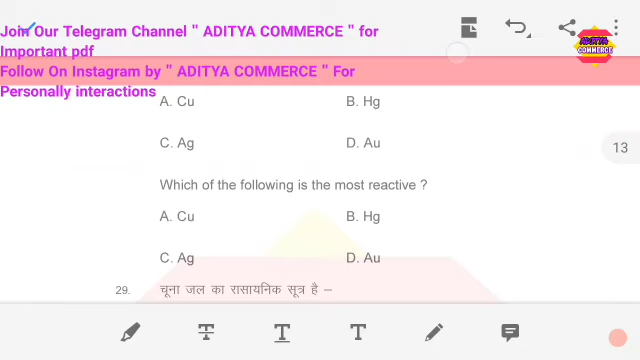 Join Our Telegram Channel " ADITYA COMMERCE " for
Important pdf
Follow On Instagram by " ADITYA COMMERCE " For
Personally interactions
ADITYA
COMMERCE
A. Cu
B. Hg
C. Ag
D. Au
13
Which of the following is the most reactive ?
A. Cu
B. Hg
C. Ag
D. Au
29. चूना जल का रासायनिक सूत्र है –
T
T
T